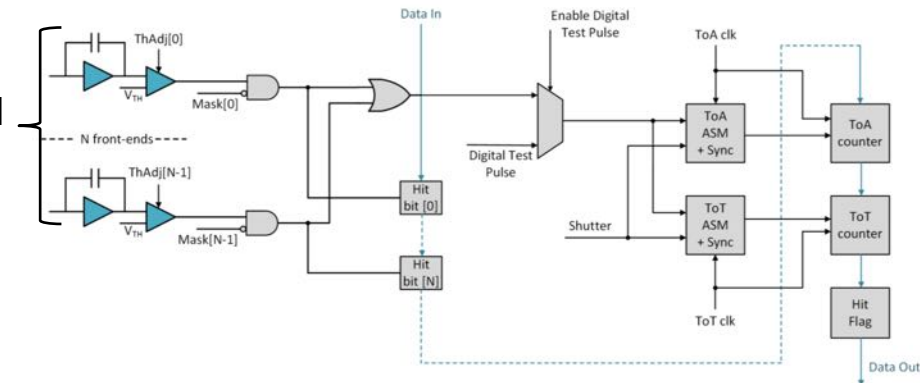 Data In
Enable Digital
Test Pulse
ThAdj[0]
ToA clk
VTH
Mask[0]
N front-ends
ToA
ASM
+ Sync
ToA
counter
Digital Test
Pulse
ThAdj[N-1]
Hit
bit [0]
VTH
Mask[N-1]
Shutter
ToT
ASM
+ Sync
ToT
counter
Hit
bit [N]
ToT clk
Hit
Flag
Data Out